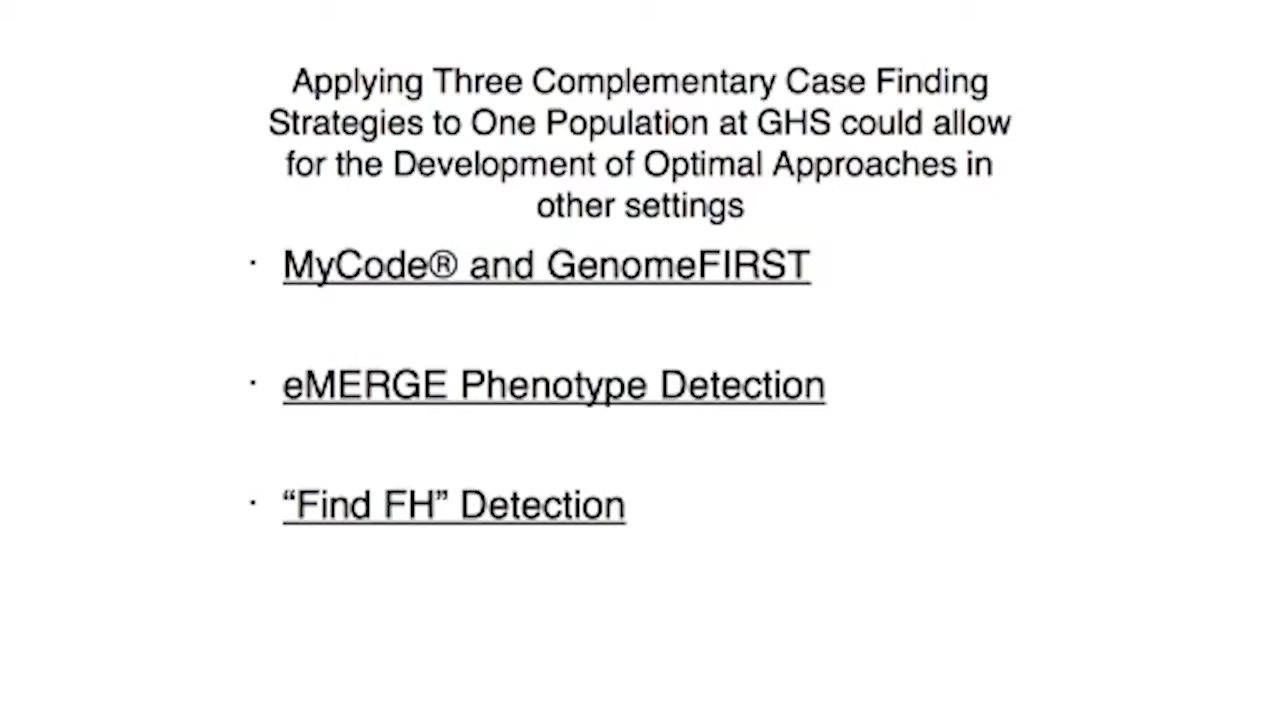 Applying Three Complementary Case Finding
Strategies to One Population at GHS could allow
for the Development of Optimal Approaches in
other settings
· MyCode® and GenomeFIRST
· eMERGE Phenotype Detection
· “Find FH” Detection